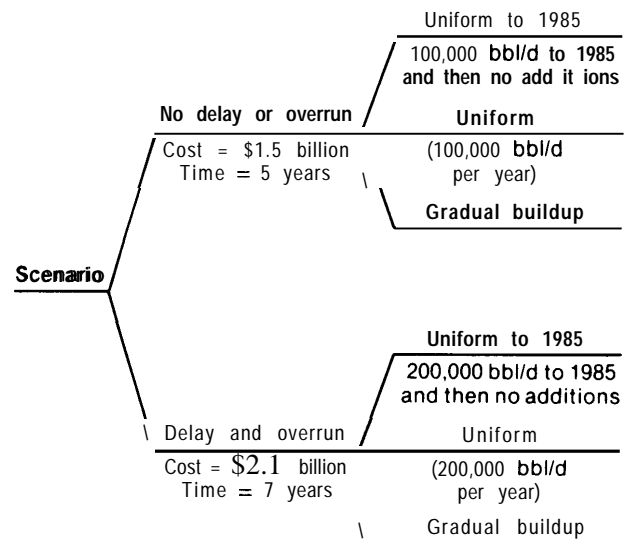 Uniform to 1985
100,000 bbl/d to 1985
and then no add it ions
No delay or overrun
Uniform
Cost = $1.5 billion
Time = 5 years
(100,000 bbl/d
per year)
Gradual buildup
Scenario
Uniform to 1985
200,000 bbl/d to 1985
and then no additions
Delay and overrun
Uniform
Cost = $2.1 billion
Time = 7 years
(200,000 bbl/d
per year)
Gradual buildup